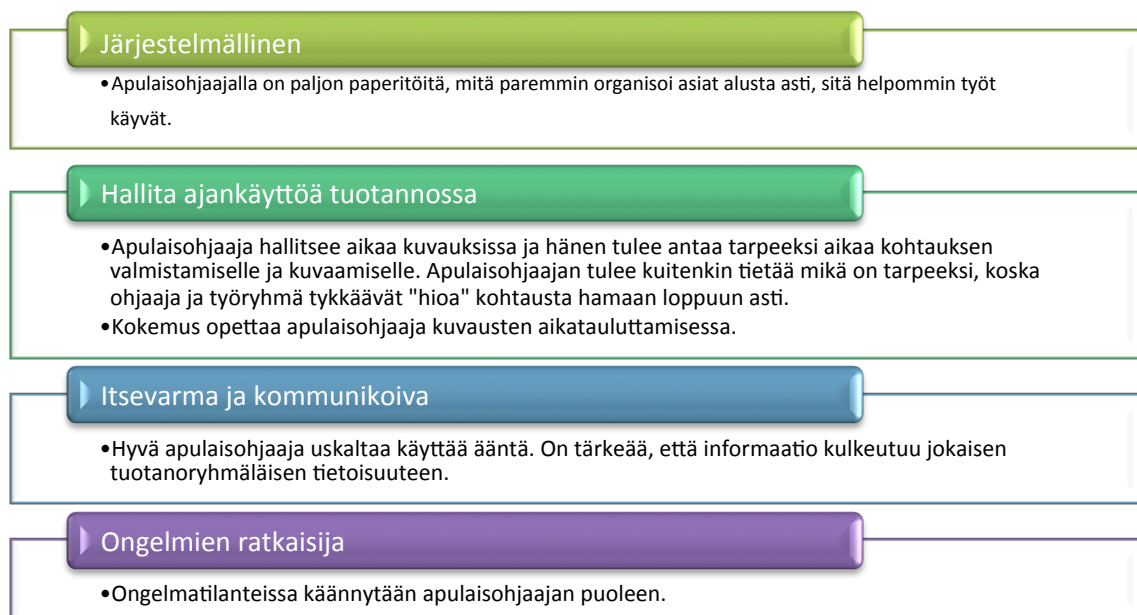 Järjestelmällinen
•Apulaisohjaajalla on paljon paperitöitä, mitä paremmin organisoi asiat alusta asti, sitä helpommin työt
käyvät.
Hallita ajankäyttöä tuotannossa
•Apulaisohjaaja hallitsee aikaa kuvauksissa ja hänen tulee antaa tarpeeksi aikaa kohtauksen
valmistamiselle ja kuvaamiselle. Apulaisohjaajan tulee kuitenkin tietää mikä on tarpeeksi, koska
ohjaaja ja työryhmä tykkäävät "hioa" kohtausta hamaan loppuun asti.
•Kokemus opettaa apulaisohjaaja kuvausten aikatauluttamisessa.
Itsevarma ja kommunikoiva
•Hyvä apulaisohjaaja uskaltaa käyttää ääntä. On tärkeää, että informaatio kulkeutuu jokaisen
tuotanoryhmäläisen tietoisuuteen.
Ongelmien ratkaisija
•Ongelmatilanteissa käännytään apulaisohjaajan puoleen.